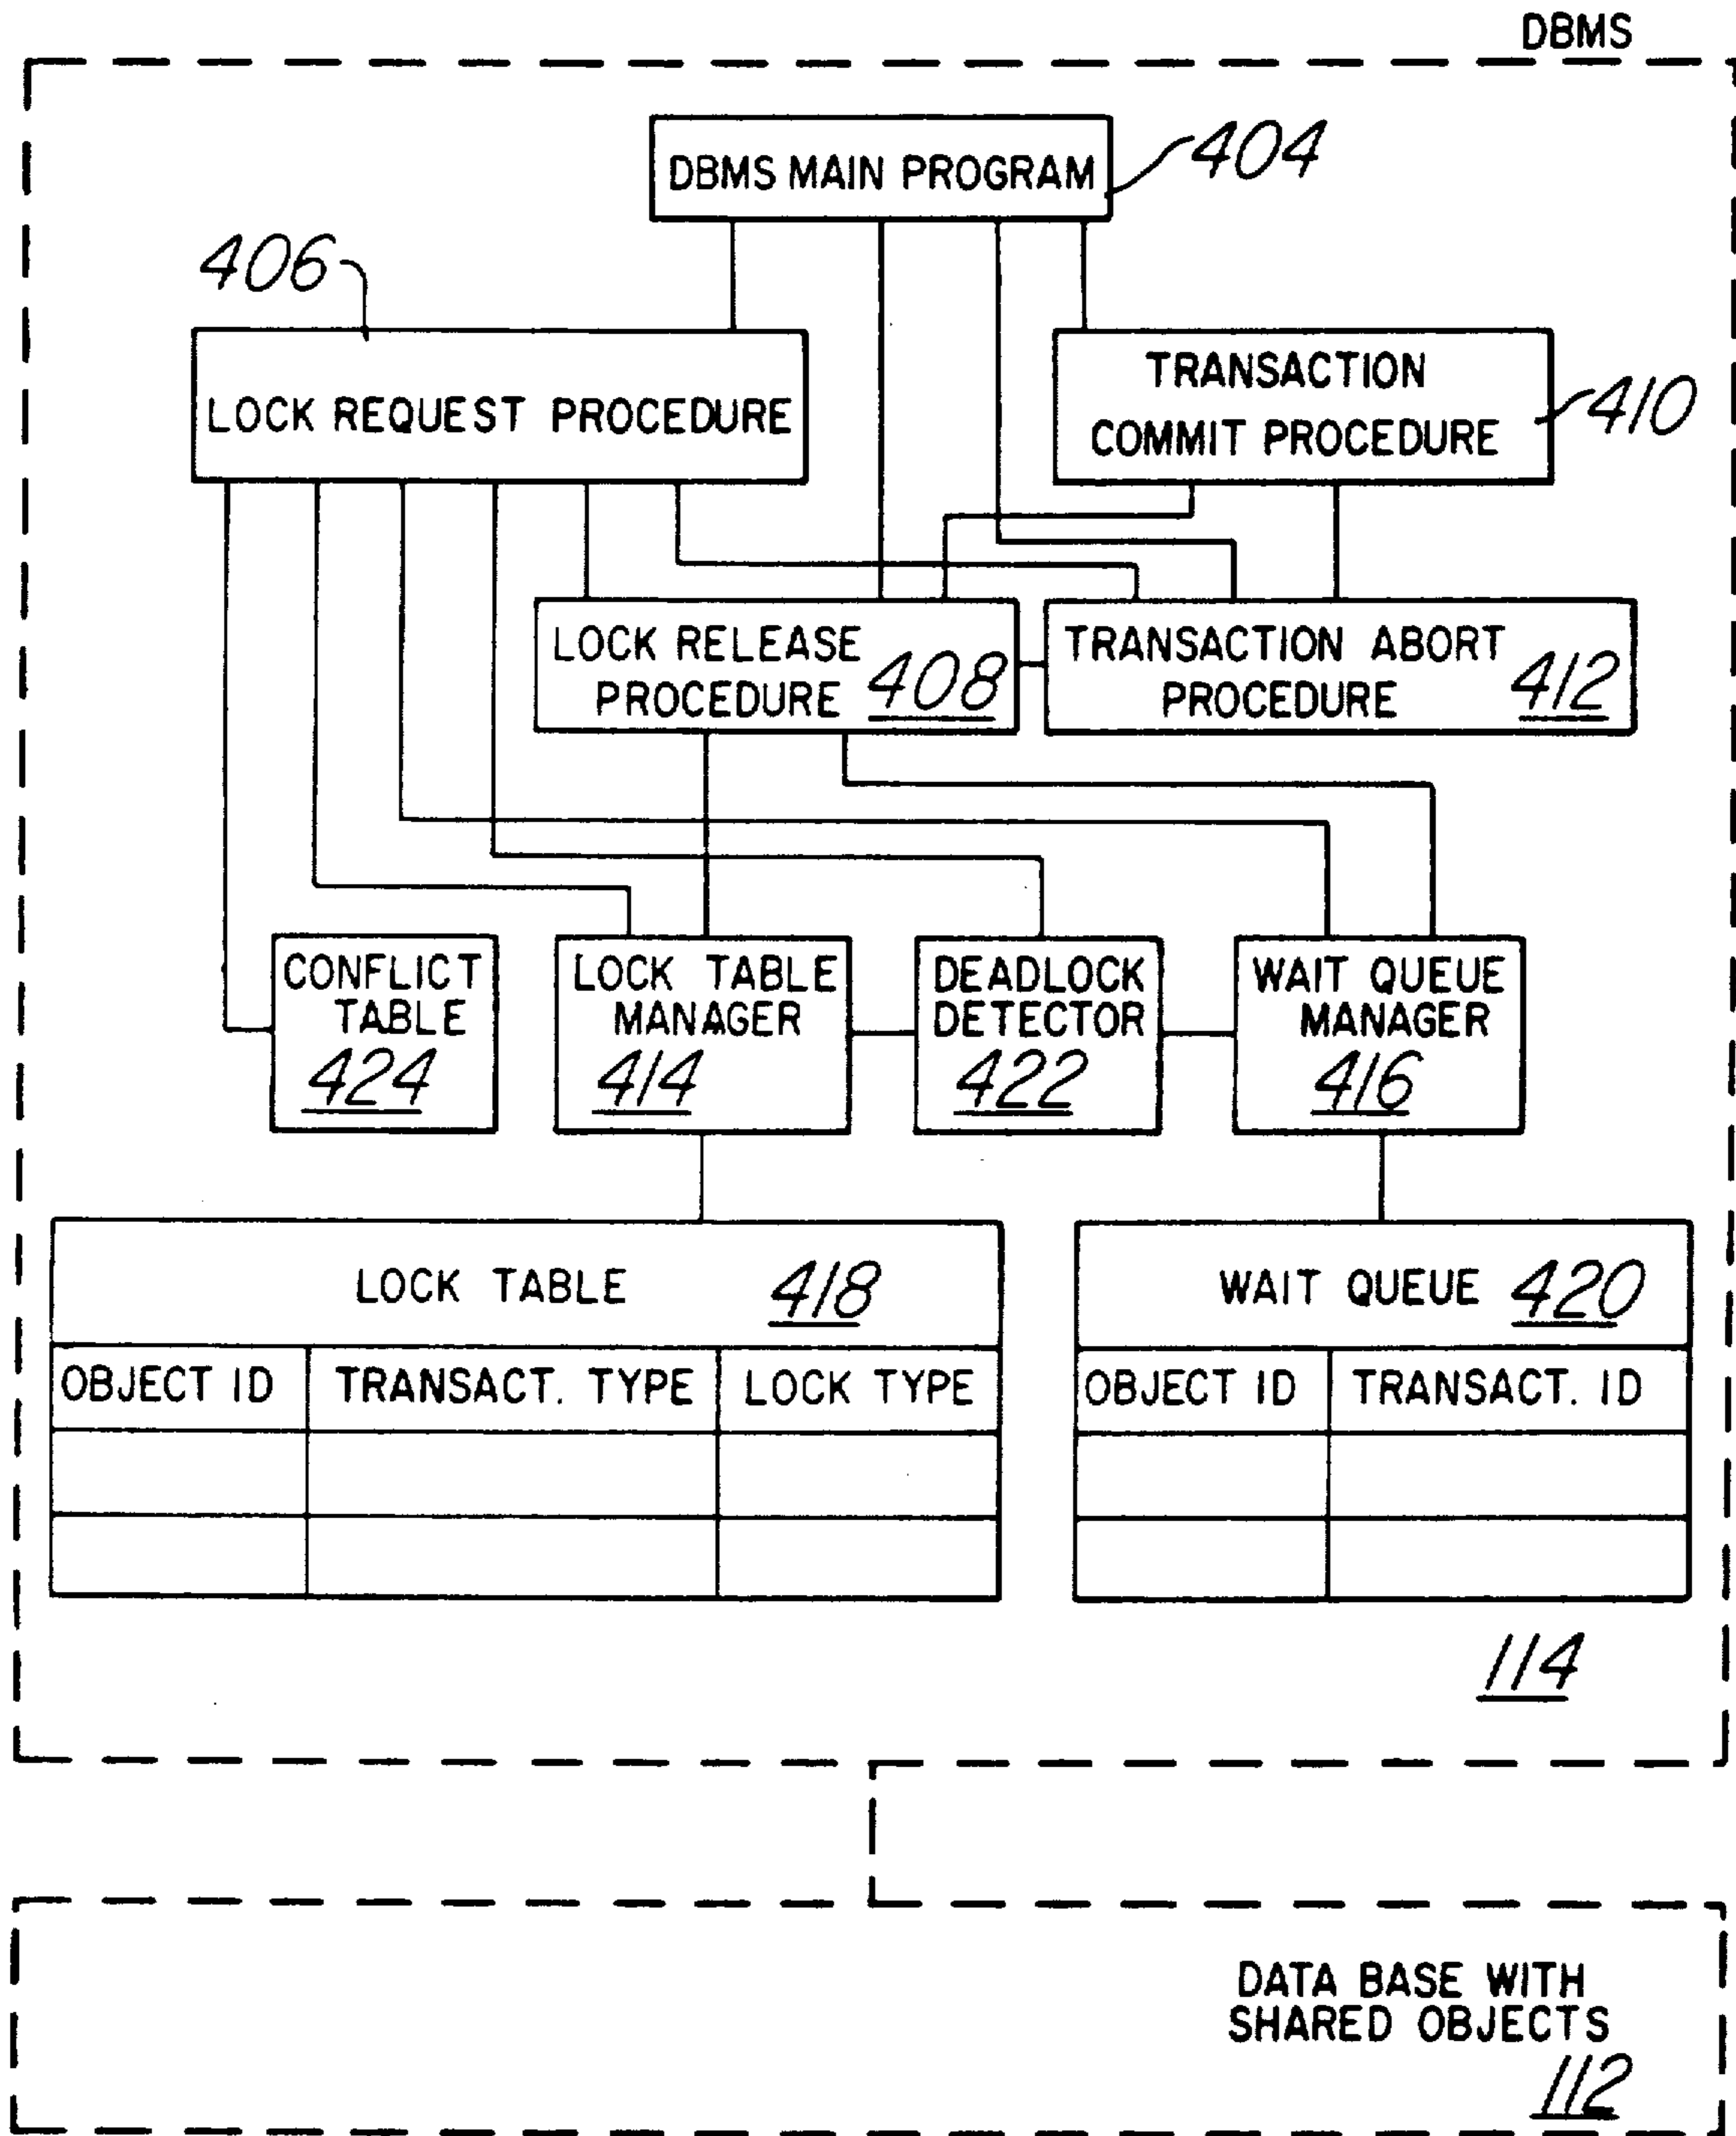 DBMS
DBMS MAIN PROGRAM
404
406
LOCK REQUEST PROCEDURE
TRANSACTION
COMMIT PROCEDURE
410
LOCK RELEASE
PROCEDURE 408
TRANSACTION ABORT
PROCEDURE 412
CONFLICT
TABLE
424
LOCK TABLE
MANAGER
414
DEADLOCK
DETECTOR
422
WAIT QUEUE
MANAGER
416
LOCK TABLE 418
OBJECT ID TRANSACT. TYPE LOCK TYPE
WAIT QUEUE 420
OBJECT ID TRANSACT. ID
114
DATA BASE WITH
SHARED OBJECTS
112